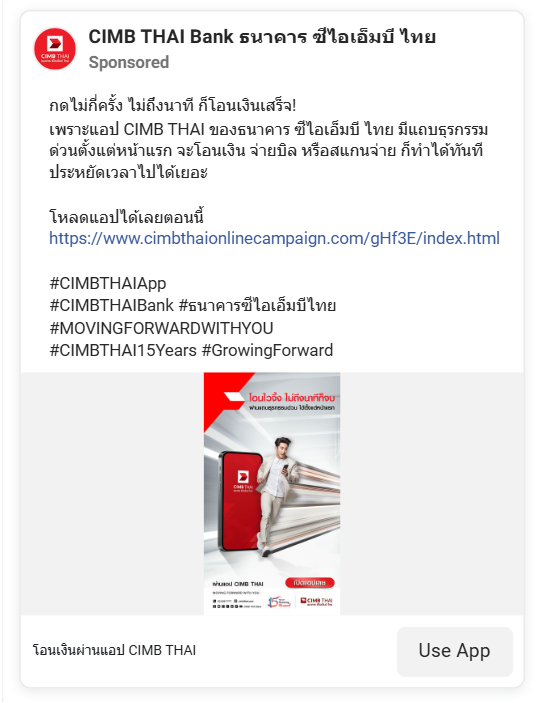 CIMB THAI Bank ธนาคาร ซีไอเอ็มบี ไทย
Sponsored
กดไม่กี่ครั้ง ไม่ถึงนาที ก็โอนเงินเสร็จ!
เพราะแอป CIMB THAI ของธนาคาร ซีไอเอ็มบี ไทย มีแถบธุรกรรม
ด่วนตั้งแต่หน้าแรก จะโอนเงิน จ่ายบิล หรือสแกนจ่าย ก็ทำได้ทันที
ประหยัดเวลาไปได้เยอะ
โหลดแอปได้เลยตอนนี้
https://www.cimbthaionlinecampaign.com/gHf3E/index.html
#CIMBTHAIApp
#CIMBTHAIBank #ธนาคารซีไอเอ็มบีไทย
#MOVINGFORWARDWITHYOU
#CIMBTHAI15Years #GrowingForward
โอนไวจึ้ง ไม่ถึงนาทีก็จบ
ผ่านแถบธุรกรรมด่วน ได้ตั้งแต่หน้าแรก
CIMB THAI
ผ่านแอป CIMB THAI
MOVING FORWARD WITH YOU
เปิดแอปเลย
CIMB THAI
โอนเงินผ่านแอป CIMB THAI
Use App